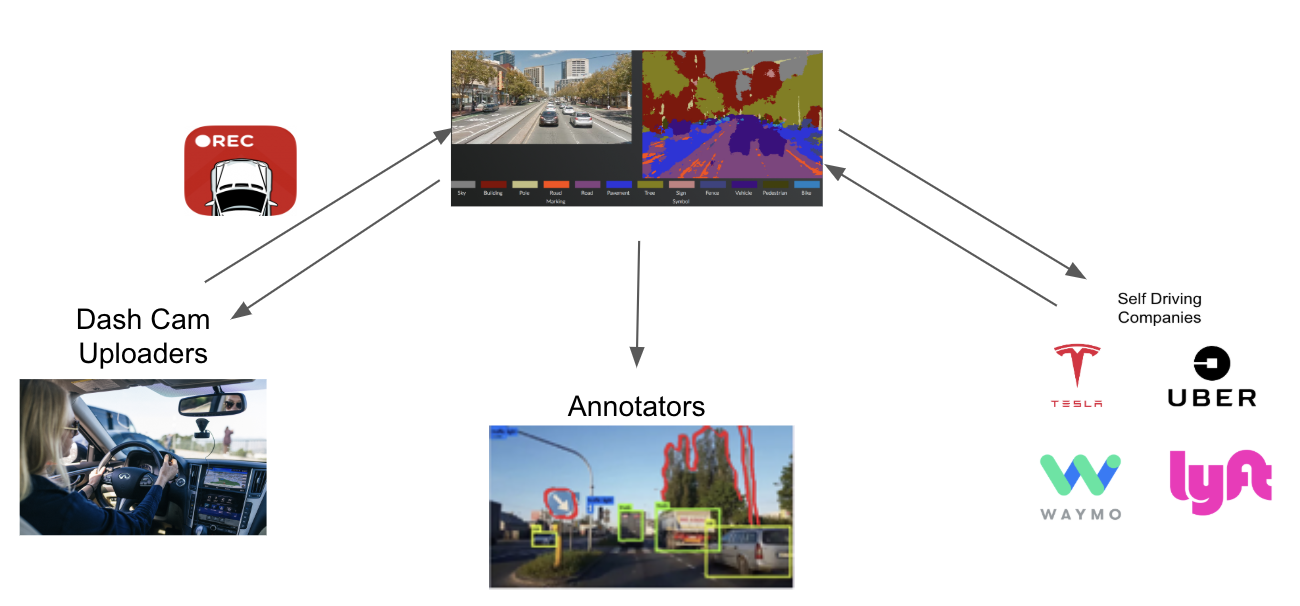 REC
Sky Building Pole Road Road Pavement Tree Sign Fence Vehicle Pedestrian Bike
Marking Symbol
Dash Cam
Uploaders
Annotators
Self Driving
Companies
TESLA
UBER
WAYMO
lyft